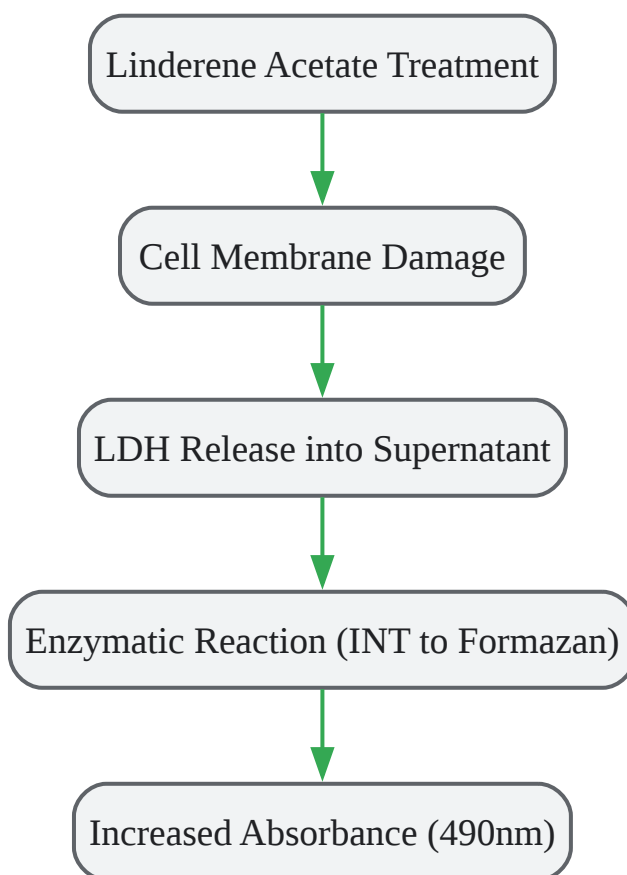 Linderene Acetate Treatment
Cell Membrane Damage
LDH Release into Supernatant
Enzymatic Reaction (INT to Formazan)
Increased Absorbance (490nm)